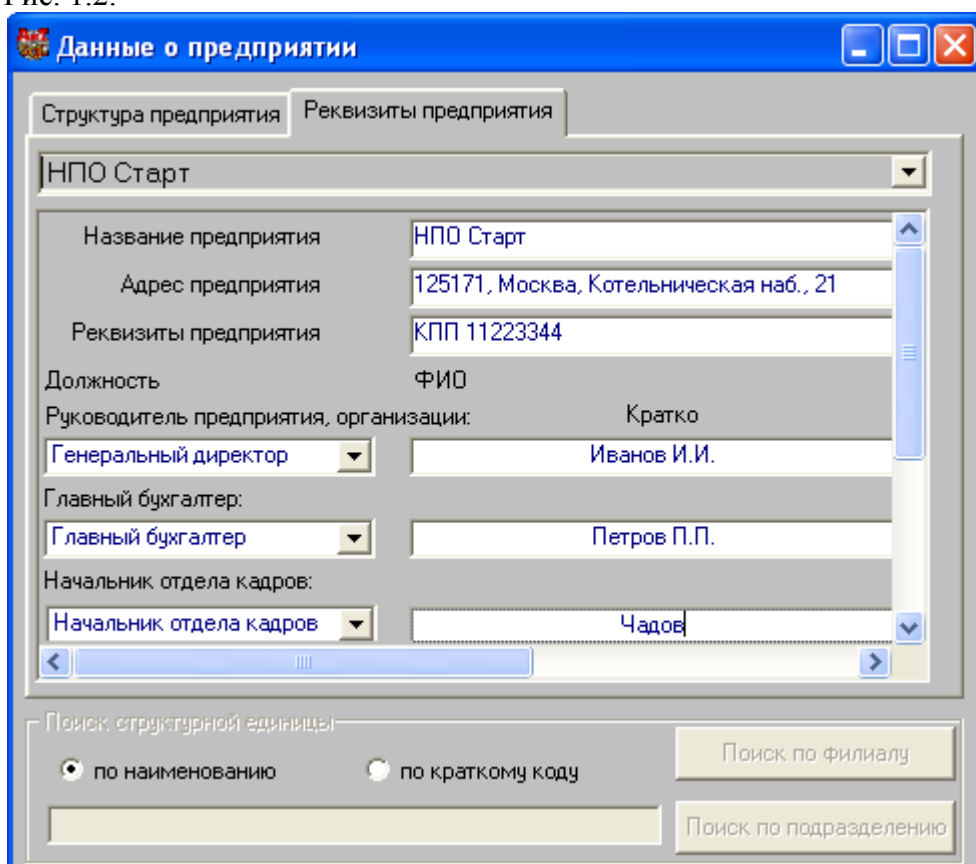 Рис. 1.2.
Данные о предприятии
Структура предприятия Реквизиты предприятия
НПО Старт
Название предприятия НПО Старт
Адрес предприятия 125171, Москва, Котельническая наб., 21
Реквизиты предприятия КПП 11223344
Должность ФИО
Руководитель предприятия, организации: Кратко
Генеральный директор Иванов И.И.
Главный бухгалтер:
Главный бухгалтер Петров П.П.
Начальник отдела кадров:
Начальник отдела кадров Чадов
Поиск структурной единицы
по наименованию по краткому коду Поиск по филиалу
Поиск по подразделению